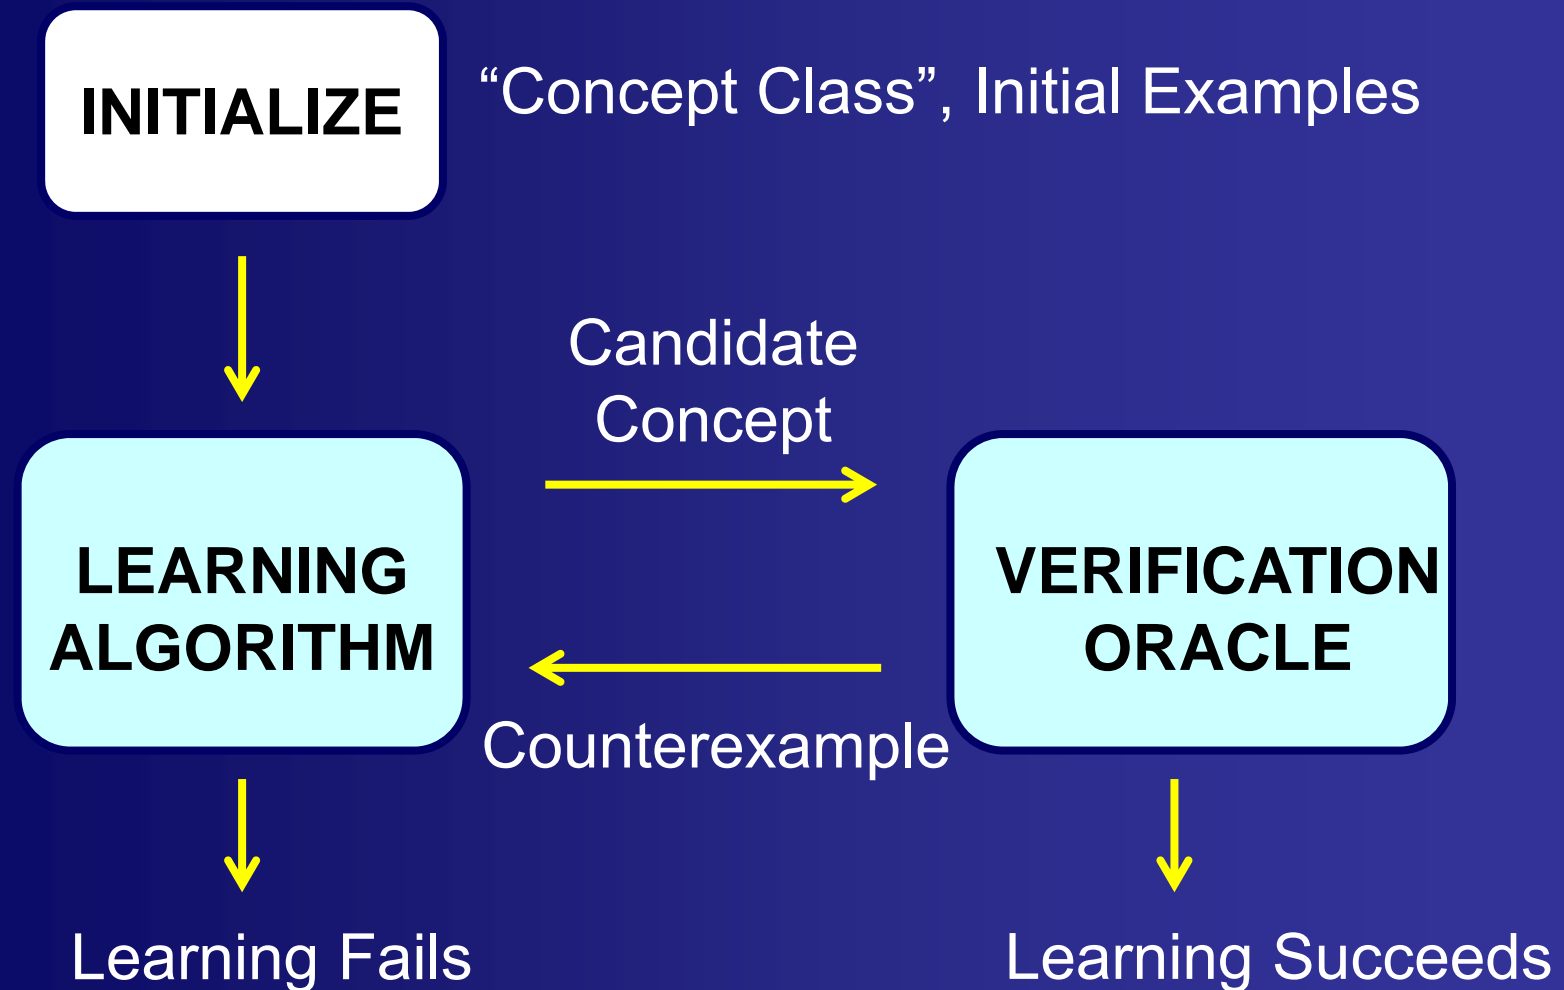 INITIALIZE
“Concept Class”, Initial Examples
Candidate
Concept
LEARNING
ALGORITHM
VERIFICATION
ORACLE
Counterexample
Learning Fails
Learning Succeeds